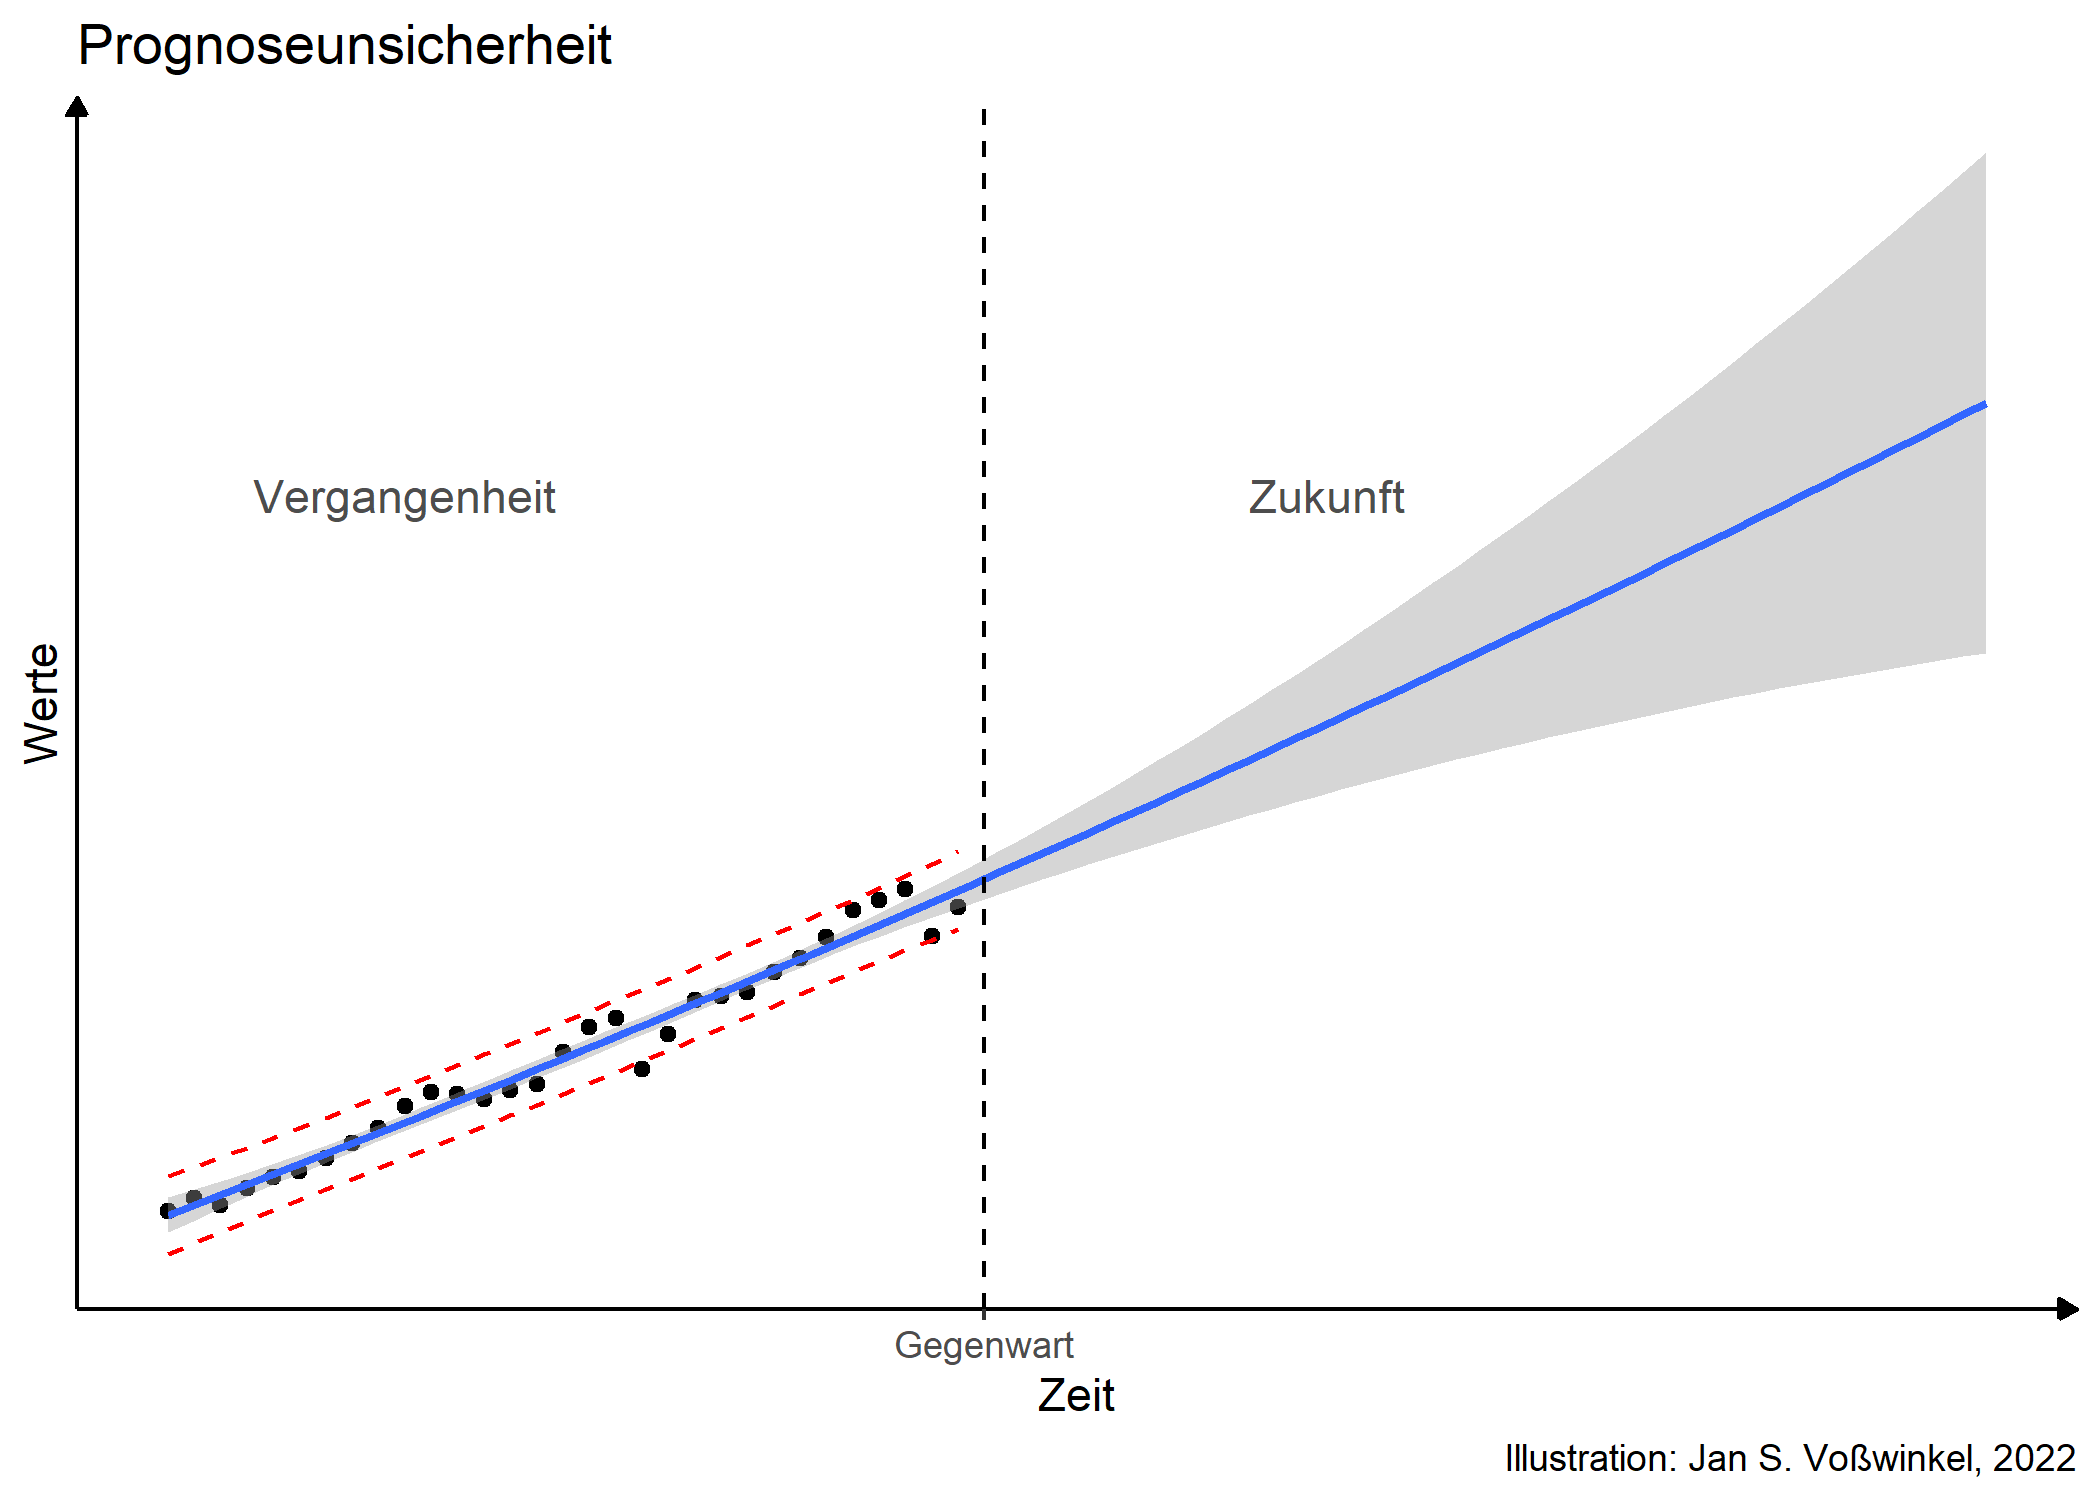 Prognoseunsicherheit
Vergangenheit
Zukunft
Werte
Gegenwart
Zeit
Illustration: Jan S. Voßwinkel, 2022